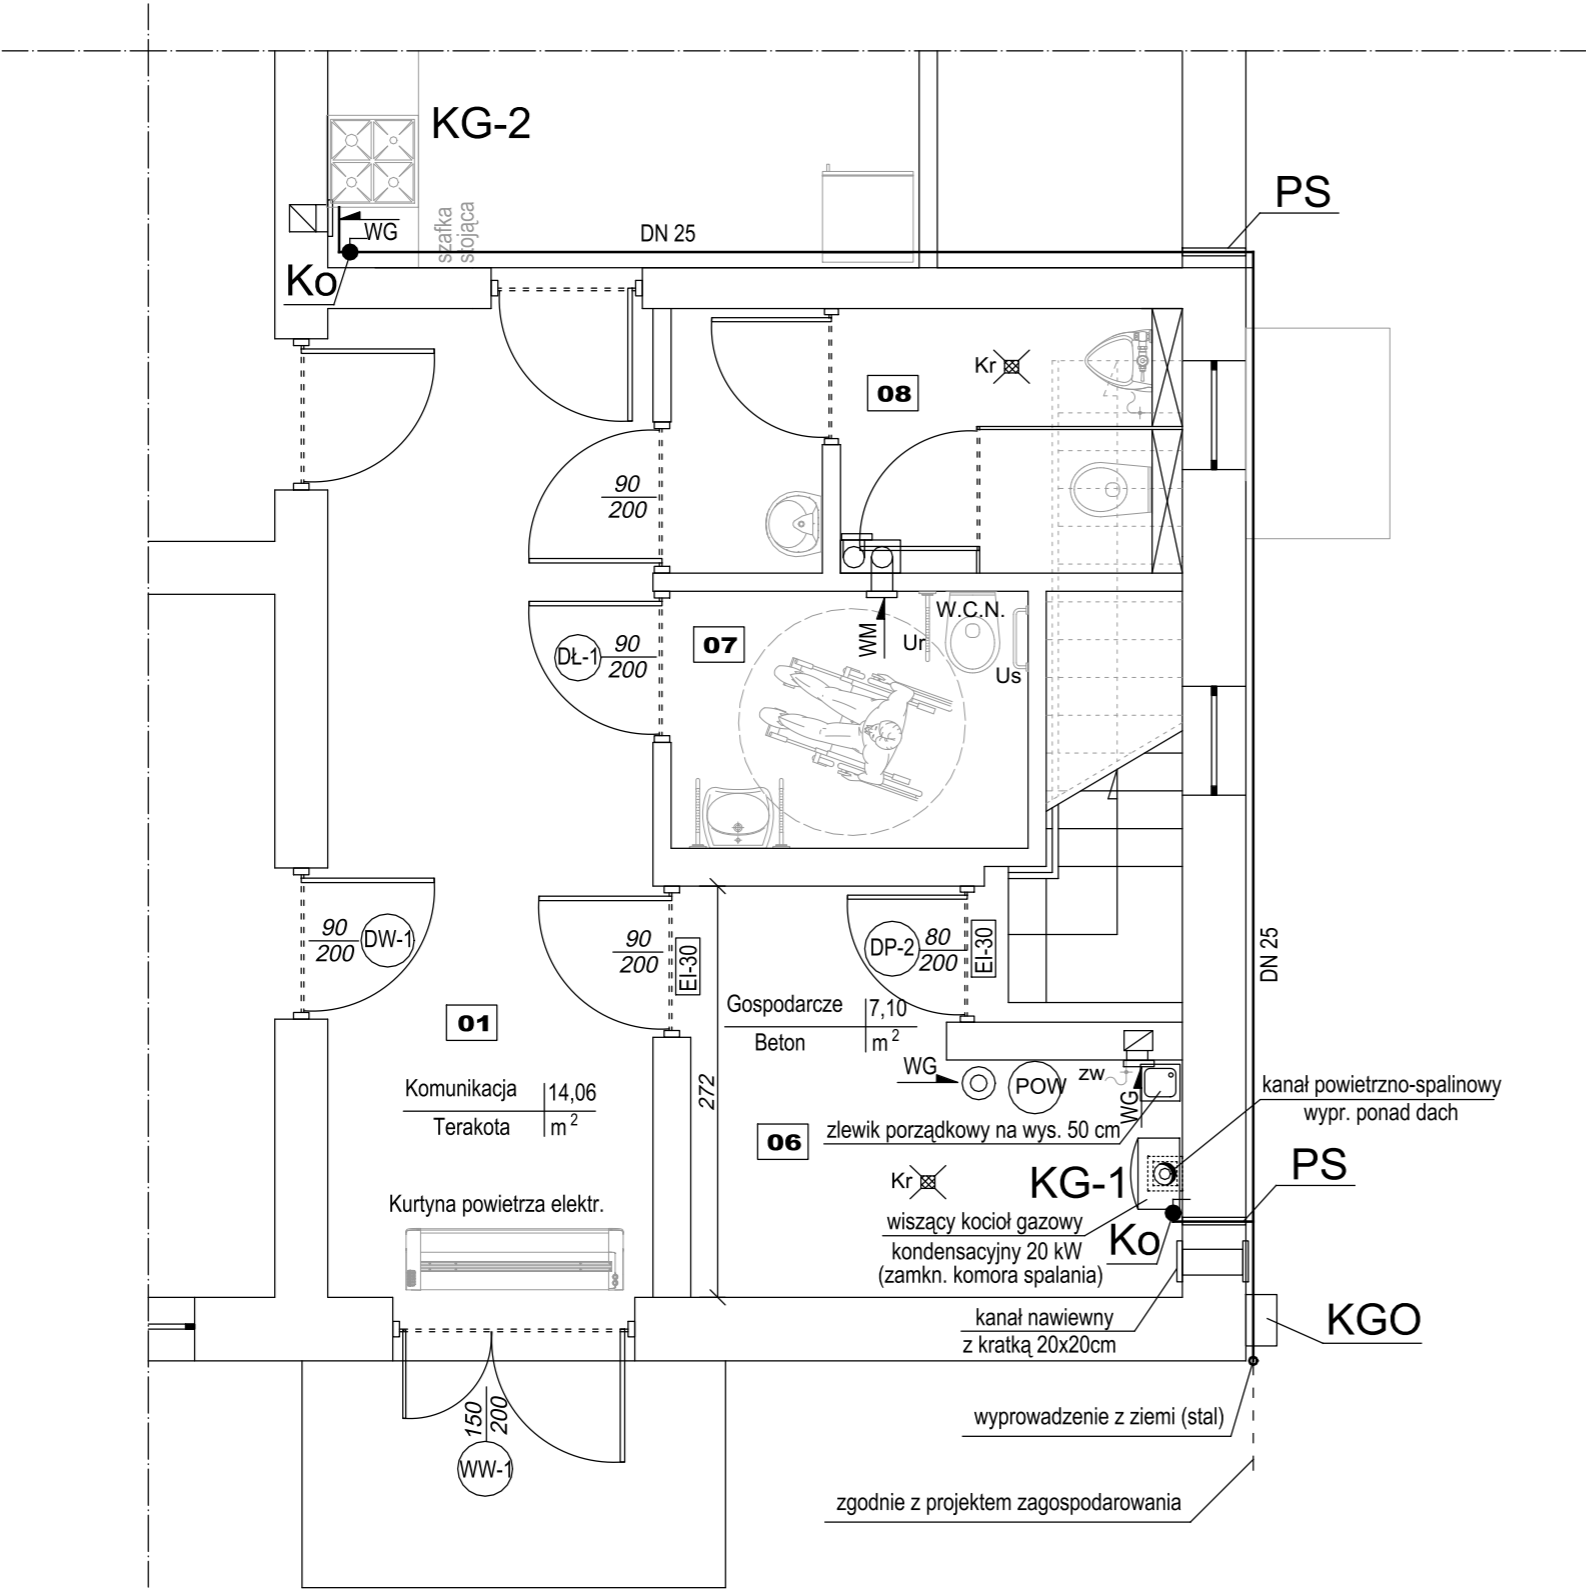 KG-2
szafka
stojąca
WG
Ko
DN 25
PS
Kr
08
90
200
DŁ-1
90
200
07
WM
Ur
W.C.N.
Us
90
200
DW-1
90
200
EI-30
DP-2
80
200
EI-30
DN 25
01
Komunikacja 14,06
Terakota m 2
272
Gospodarcze 7,10
Beton m 2
WG
POW
zw
WG
zlewik porządkowy na wys. 50 cm
kanał powietrzno-spalinowy
wypr. ponad dach
06
Kr
KG-1
PS
wiszący kocioł gazowy
kondensacyjny 20 kW
(zamkn. komora spalania)
Ko
Kurtyna powietrza elektr.
kanał nawiewny
z kratką 20x20cm
KGO
150
200
WW-1
wyprowadzenie z ziemi (stal)
zgodnie z projektem zagospodarowania